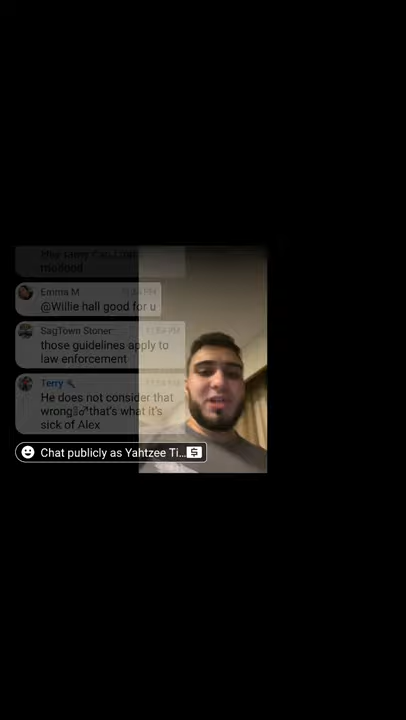 Emma M
@Willie hall good for u
SagTown Stoner
those guidelines apply to
law enforcement
Terry 🔧
He does not consider that
wrong♂that's what it's
sick of Alex
Chat publicly as Yahtzee Ti...